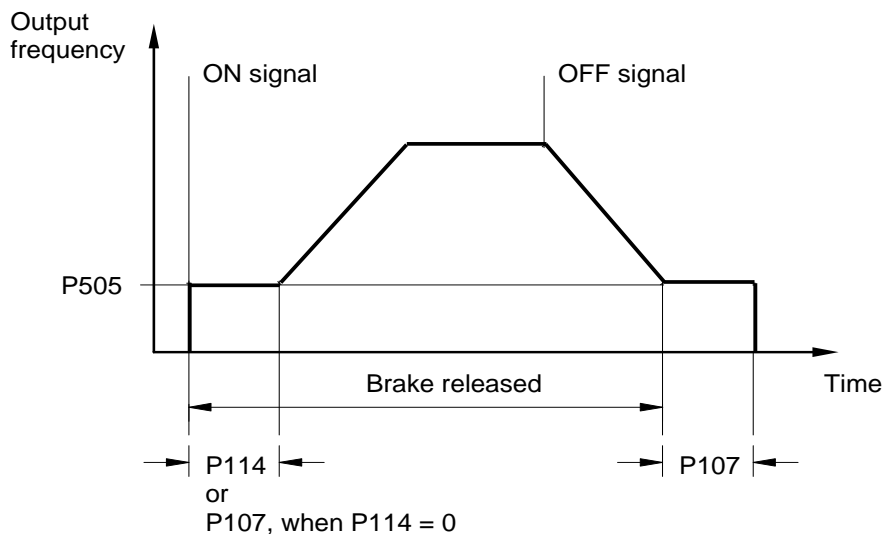 Output
frequency
ON signal
OFF signal
P505
Brake released
Time
P114
or
P107, when P114 = 0
P107